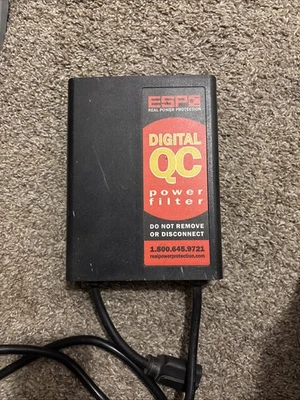 ESP
REAL POWER PROTECTION
DIGITAL
QC
power
filter
DO NOT REMOVE
OR DISCONNECT
1.800.645.9721
realpowerprotection.com